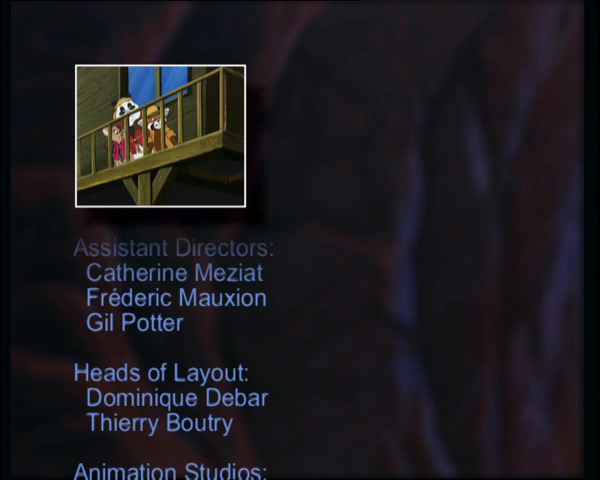 Assistant Directors:
Catherine Meziat
Fréderic Mauxion
Gil Potter
Heads of Layout:
Dominique Debar
Thierry Boutry
Animation Studios: